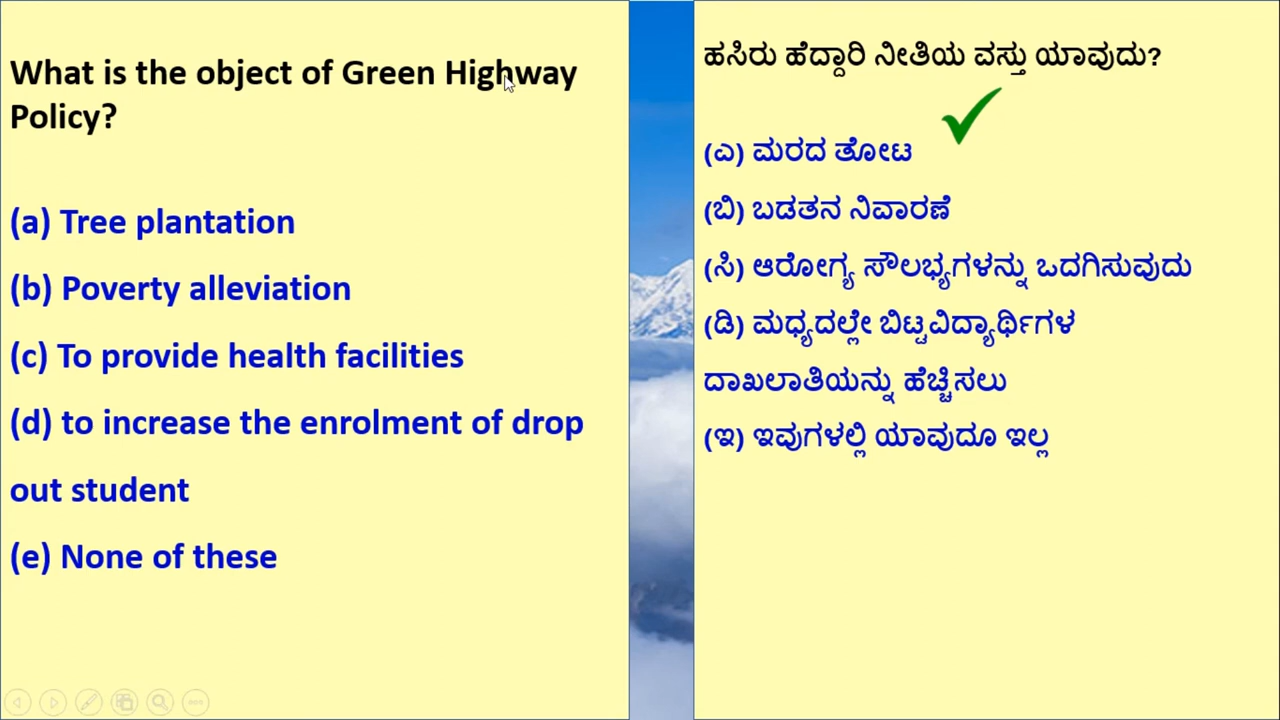 What is the object of Green Highway
Policy?
(a) Tree plantation
(b) Poverty alleviation
(c) To provide health facilities
(d) to increase the enrolment of drop
out student
(e) None of these
ಹಸಿರು ಹೆದ್ದಾರಿ ನೀತಿಯ ವಸ್ತು ಯಾವುದು?
(ಎ) ಮರದ ತೋಟ
(ಬಿ) ಬಡತನ ನಿವಾರಣೆ
(ಸಿ) ಆರೋಗ್ಯ ಸೌಲಭ್ಯಗಳನ್ನು ಒದಗಿಸುವುದು
(ಡಿ) ಮಧ್ಯದಲ್ಲೇ ಬಿಟ್ಟವಿದ್ಯಾರ್ಥಿಗಳ
ದಾಖಲಾತಿಯನ್ನು ಹೆಚ್ಚಿಸಲು
(ಇ) ಇವುಗಳಲ್ಲಿ ಯಾವುದೂ ಇಲ್ಲ